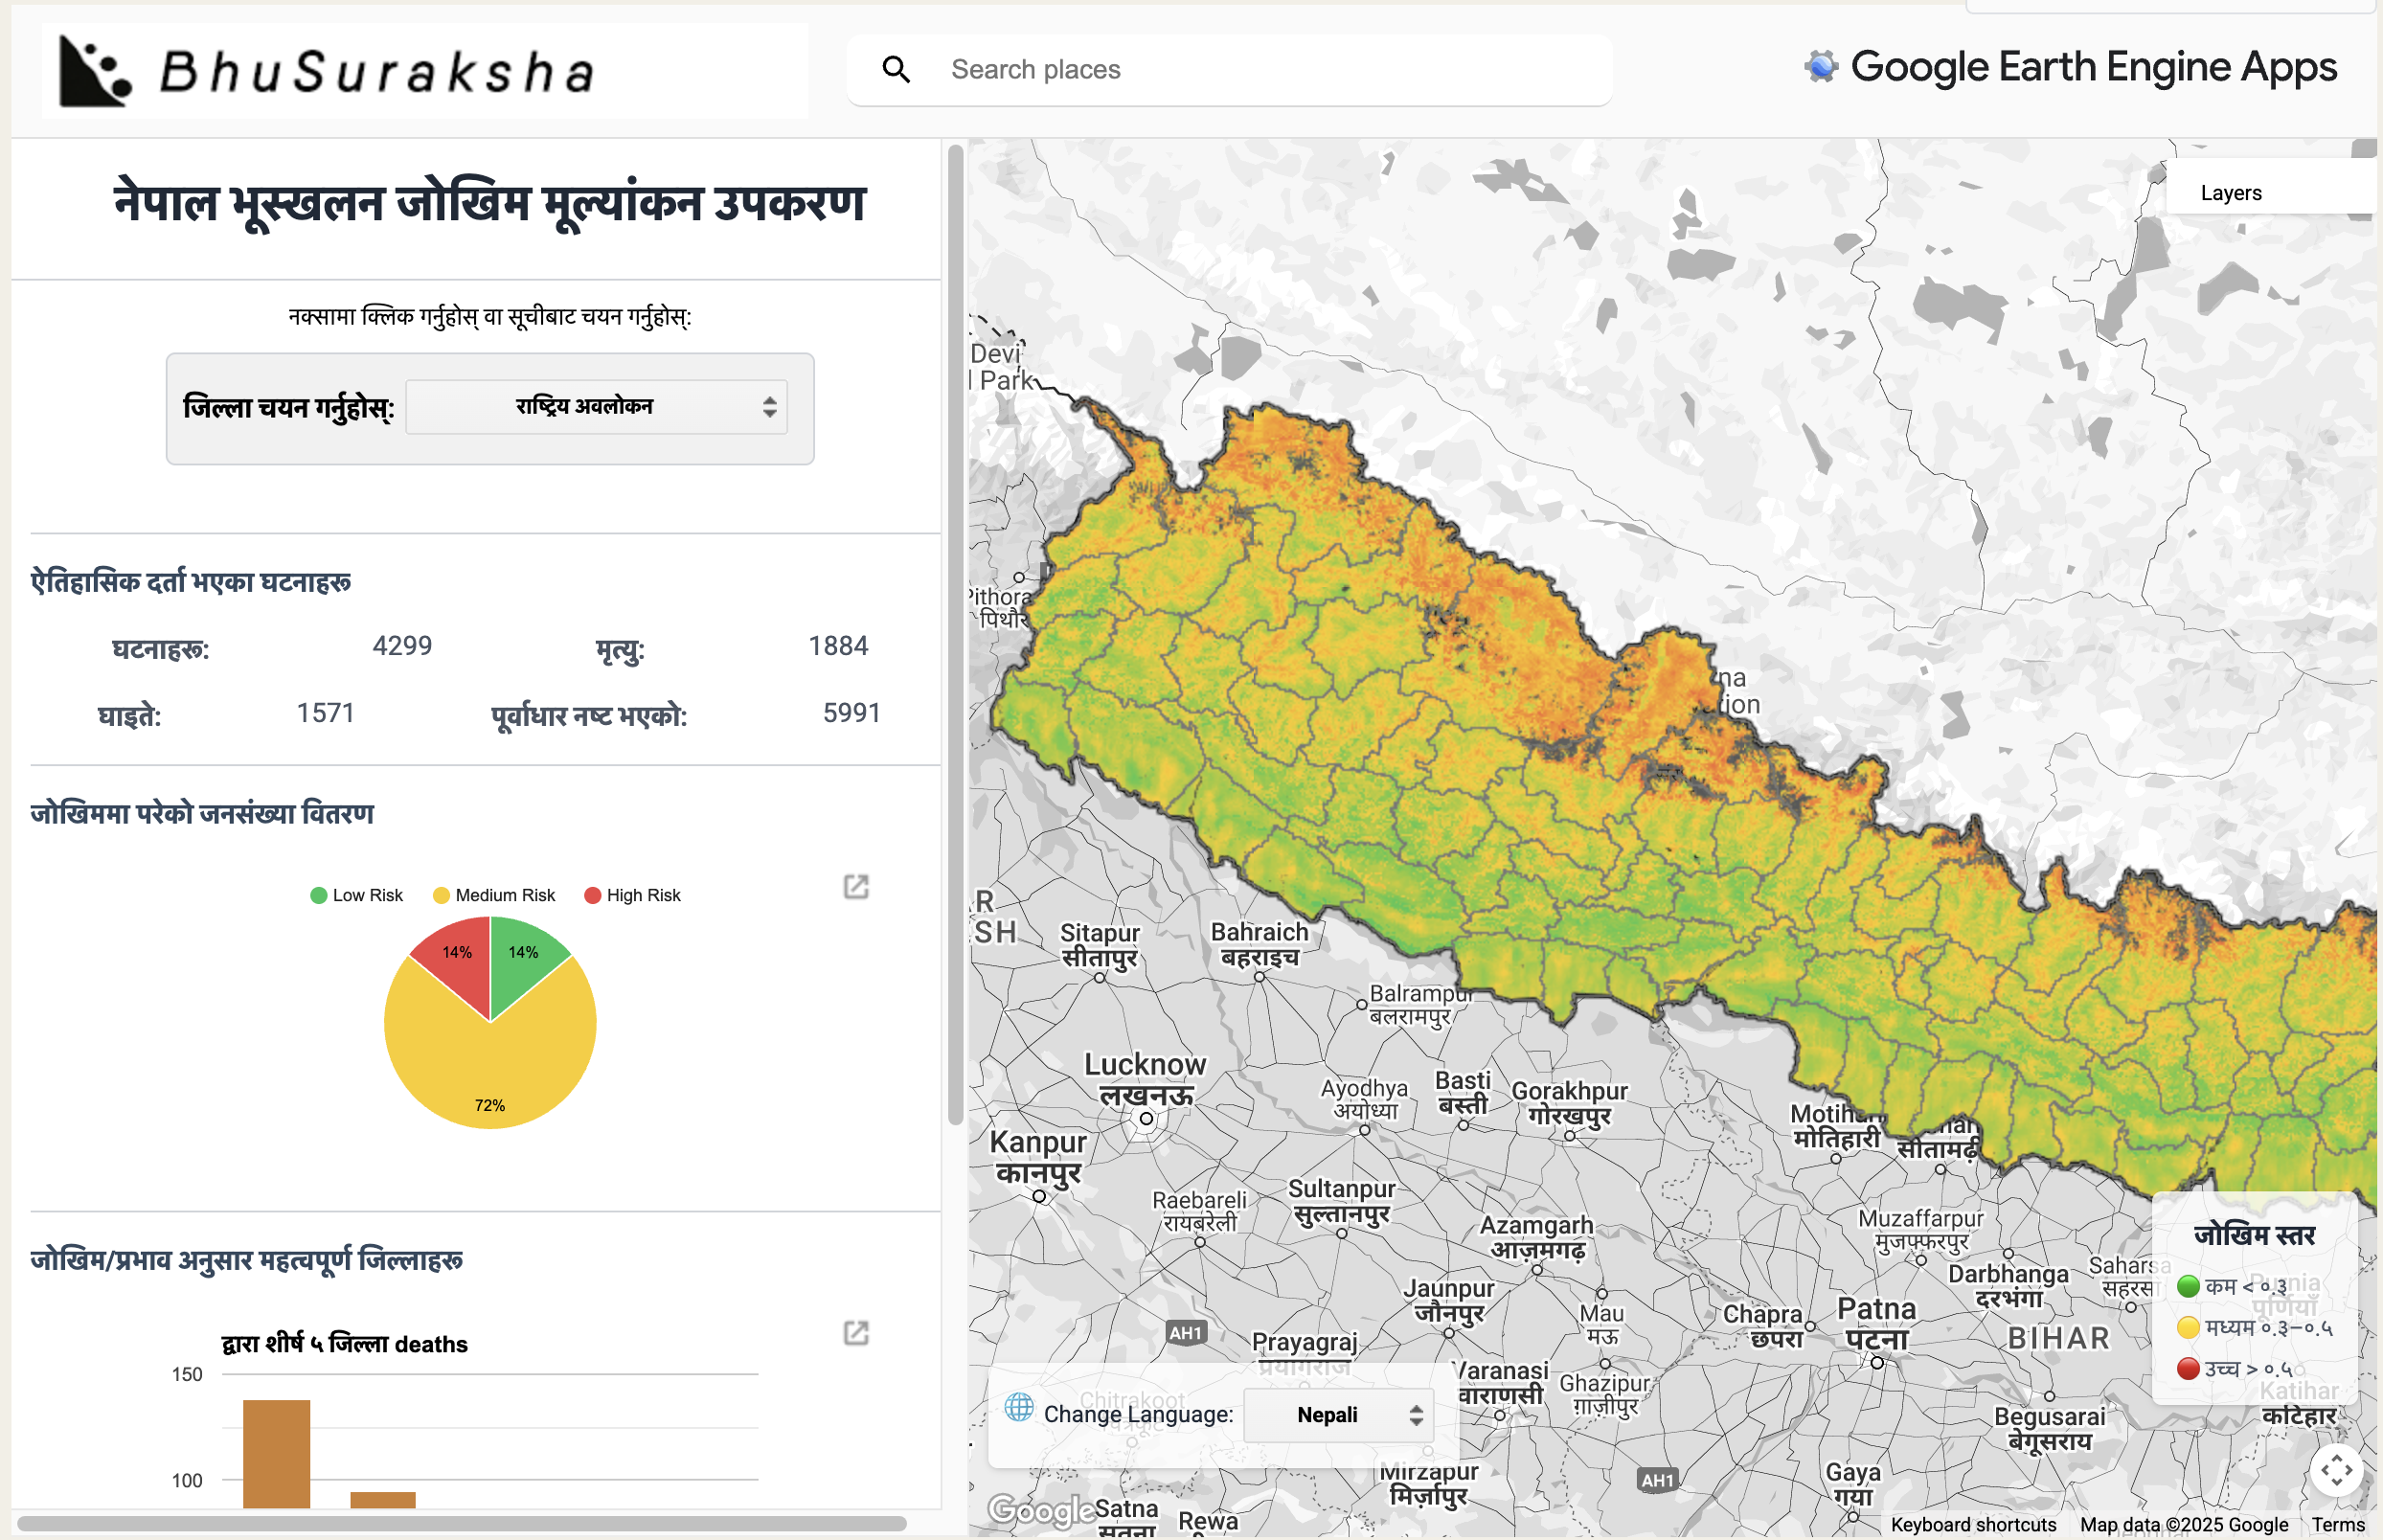 BhuSuraksha
Search places
Google Earth Engine Apps
नेपाल भूस्खलन जोखिम मूल्यांकन उपकरण
नक्सामा क्लिक गर्नुहोस् वा सूचीबाट चयन गर्नुहोस्:
जिल्ला चयन गर्नुहोस्: राष्ट्रिय अवलोकन
ऐतिहासिक दर्ता भएका घटनाहरू
घटनाहरू: 4299 मृत्यु: 1884
घाइते: 1571 पूर्वाधार नष्ट भएको: 5991
जोखिममा परेको जनसंख्या वितरण
Low Risk Medium Risk High Risk
14% 14%
72%
जोखिम/प्रभाव अनुसार महत्वपूर्ण जिल्लाहरू
द्वारा शीर्ष ५ जिल्ला deaths
150
100
Layers
Devi
l Park
Pithora
पिथौर
na
ion
R
SH
Sitapur
सीतापुर
Bahraich
बहराइच
Balrampur
बलरामपुर
Lucknow
लखनऊ
Ayodhya
अयोध्या
Basti
बस्ती
Gorakhpur
गोरखपुर
Kanpur
कानपुर
Motihari
मोतिहारी
सीतामढ़ी
Raebareli
रायबरेली
Sultanpur
सुल्तानपुर
Azamgarh
आज़मगढ़
Muzaffarpur
मुजफ्फरपुर
Darbhanga
दरभंगा
Saharsa
सहरसा
Jaunpur
जौनपुर
Mau
मऊ
Chapra
छपरा
Patna
पटना
BIHAR
AH1
Prayagraj
प्रयागराज
Varanasi
वाराणसी
Ghazipur
ग़ाज़ीपुर
जोखिम स्तर
कम < ०.३
मध्यम ०.३–०.५
उच्च > ०.५
Purnia
पूर्णियाँ
Katihar
कटिहार
Begusarai
बेगूसराय
Chitrakoot
Change Language: Nepali
Mirzapur
मिर्ज़ापुर
AH1
Gaya
गया
Google
Satna
सतना
Rewa
Keyboard shortcuts Map data ©2025 Google Terms